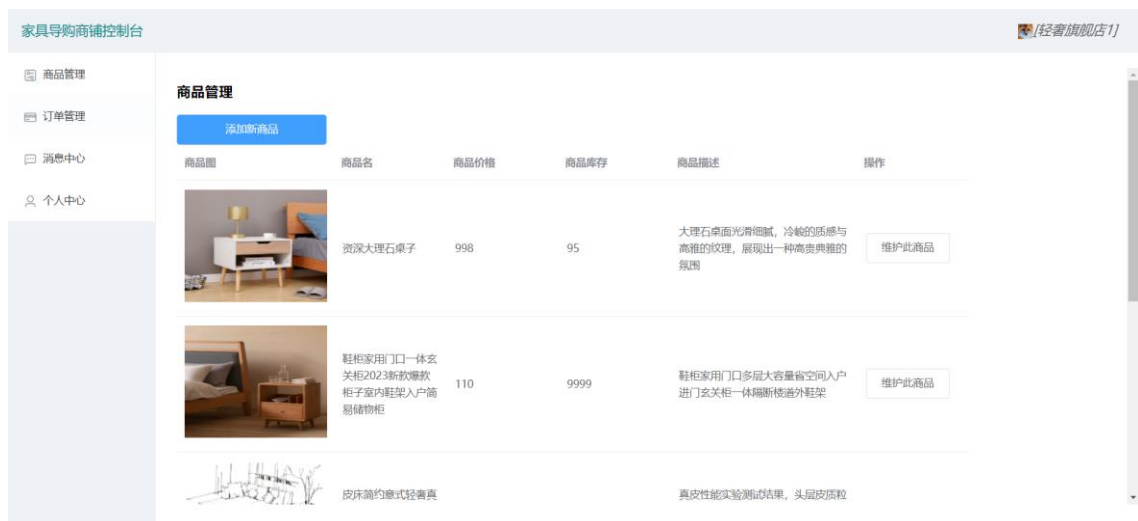 家具导购商铺控制台
[轻奢旗舰店1]
商品管理
订单管理
消息中心
个人中心
商品管理
添加新商品
商品图 商品名 商品价格 商品库存 商品描述 操作
资深大理石桌子
998
95
大理石桌面光滑细腻，冷峻的质感与
高雅的纹理，展现出一种高贵典雅的
氛围
维护此商品
鞋柜家用门口一体玄
关柜2023新款爆款
柜子室内鞋架入户简
易储物柜
110
9999
鞋柜家用门口多层大容量省空间入户
进门玄关柜一体隔断楼道外鞋架
维护此商品
皮床简约意式轻奢真
真皮性能实验测试结果，头层皮质粒